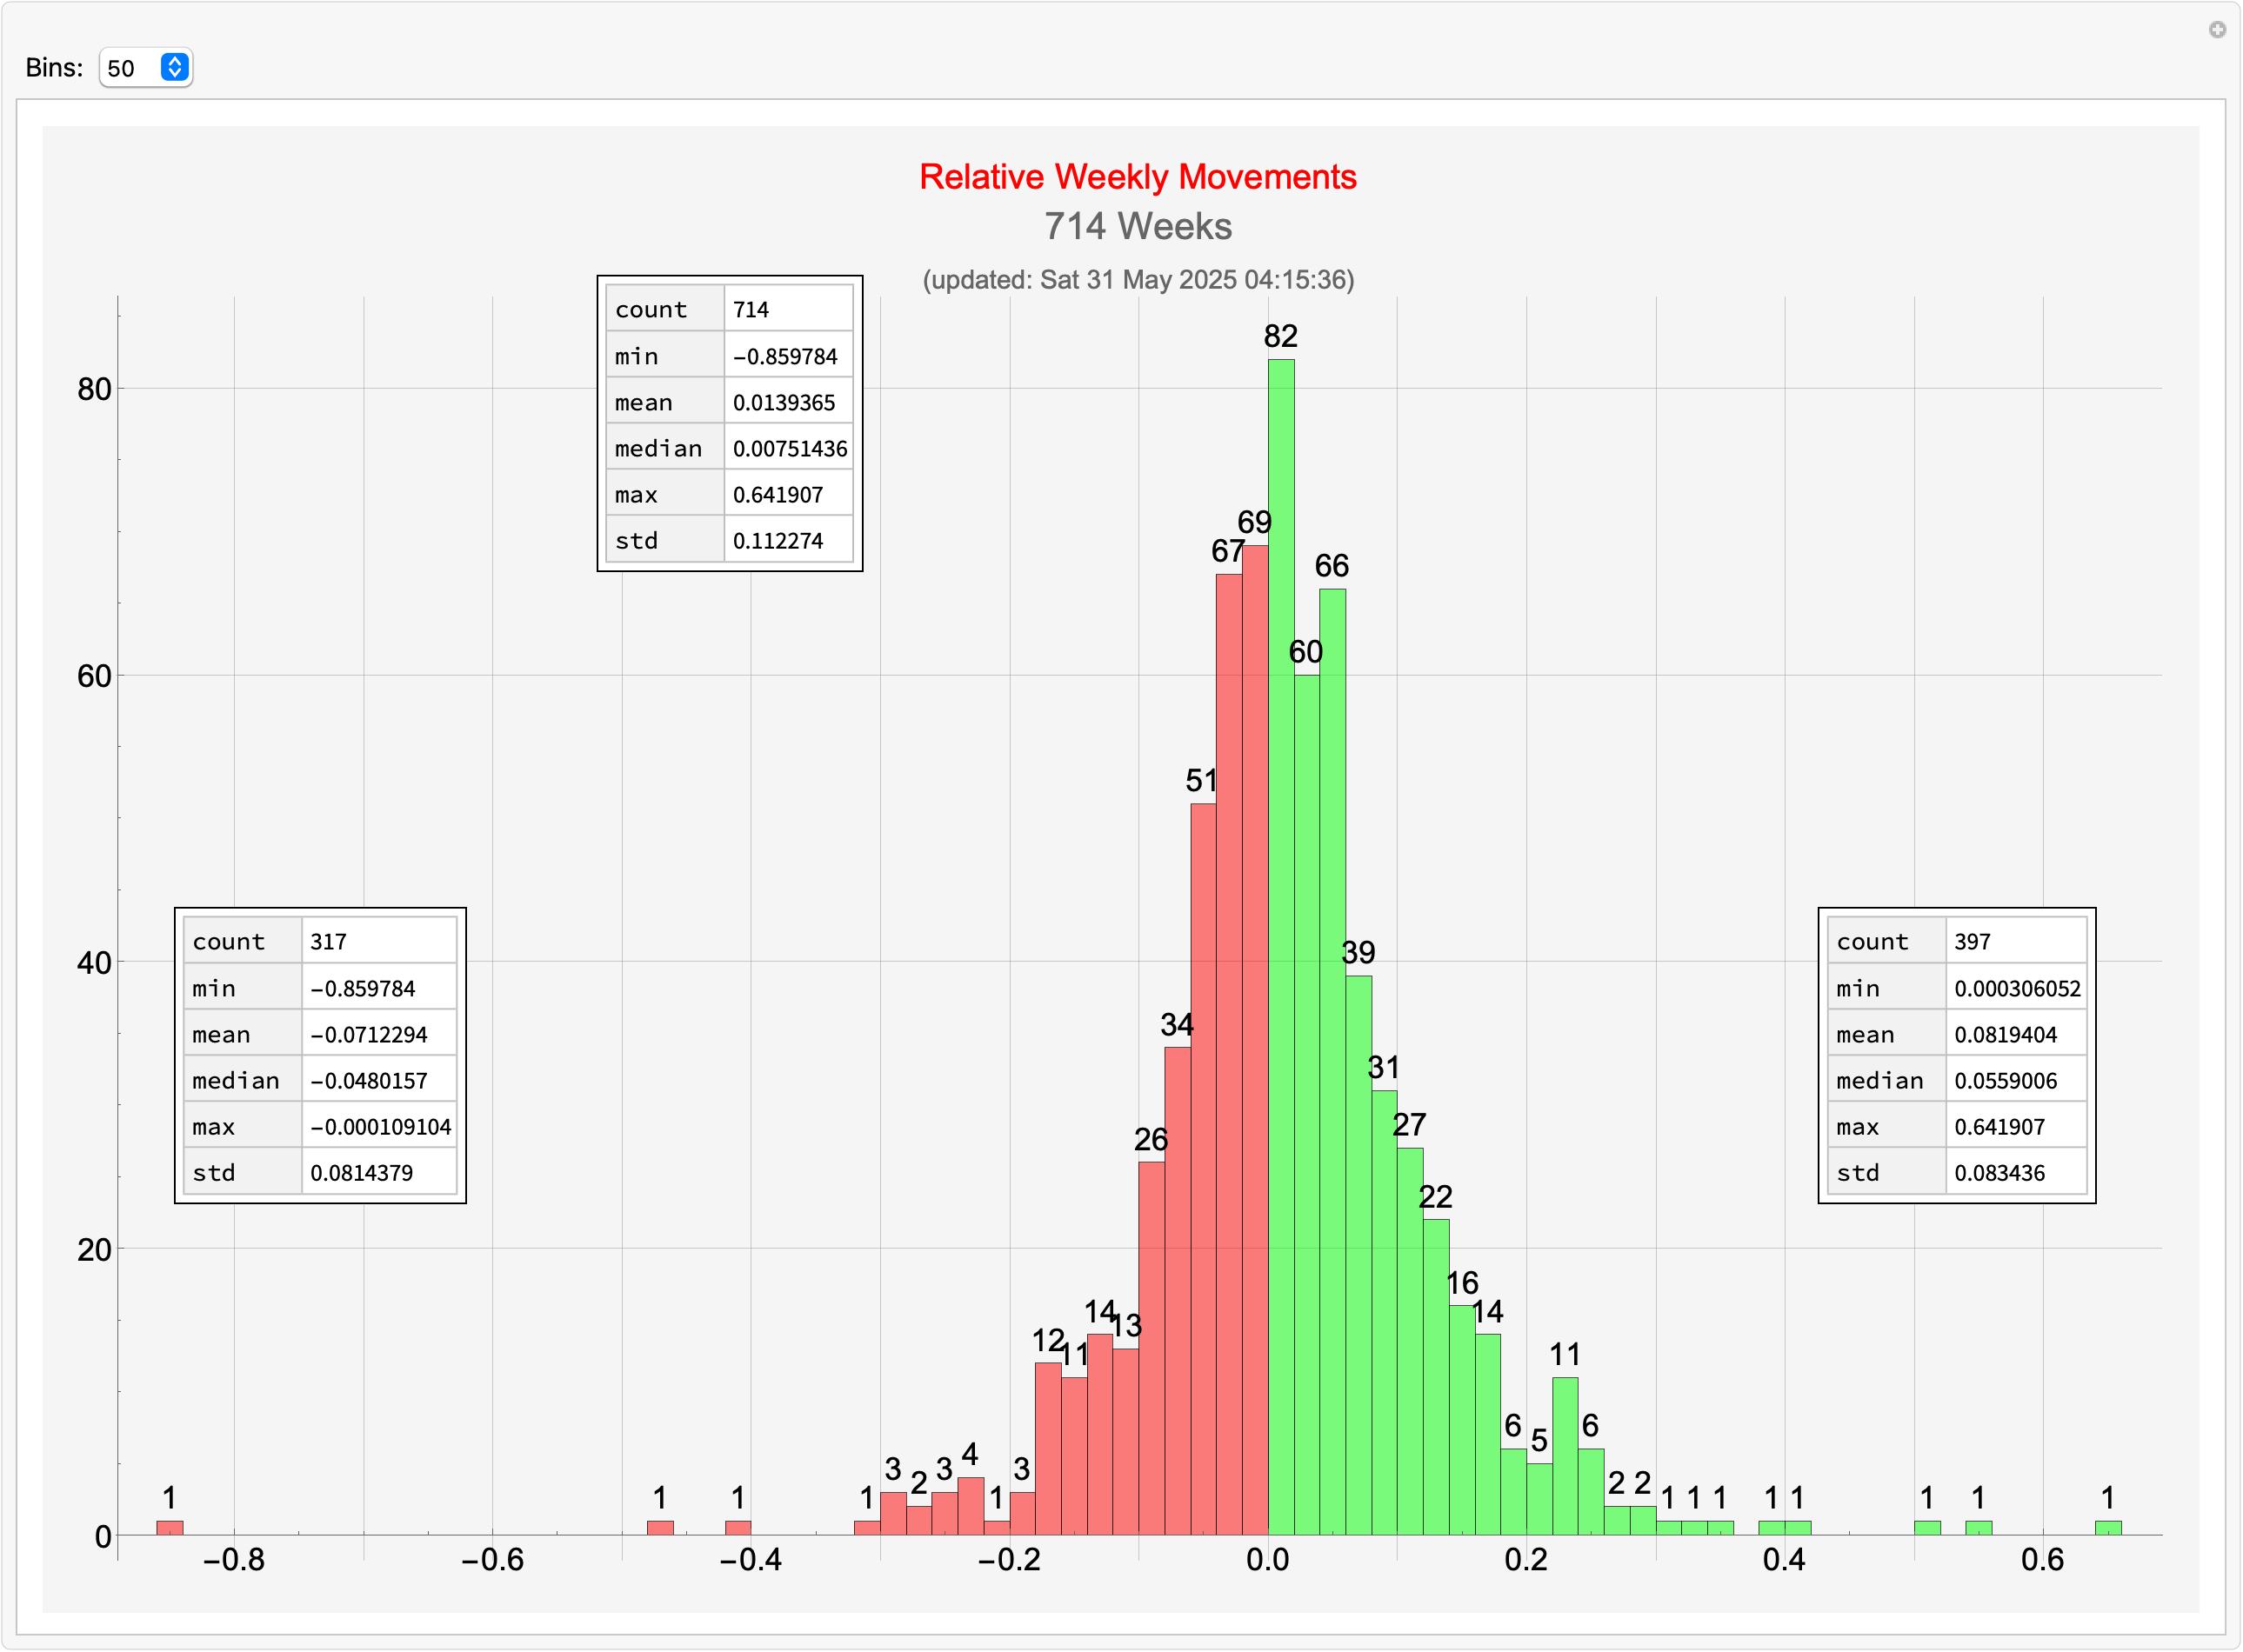 Bins: 50
Relative Weekly Movements
714 Weeks
(updated: Sat 31 May 2025 04:15:36)
count 714
min −0.859784
mean 0.0139365
median 0.00751436
max 0.641907
std 0.112274
count 317
min −0.859784
mean −0.0712294
median −0.0480157
max −0.000109104
std 0.0814379
count 397
min 0.000306052
mean 0.0819404
median 0.0559006
max 0.641907
std 0.083436
80
60
40
20
0
1 1 1 1 3 2 3 4 1 3 12 11 14 13 26 34 51 67 69 82 60 66 39 31 27 22 16 14 6 5 11 6 2 2 1 1 1 1 1 1 1 1
−0.8 −0.6 −0.4 −0.2 0.0 0.2 0.4 0.6